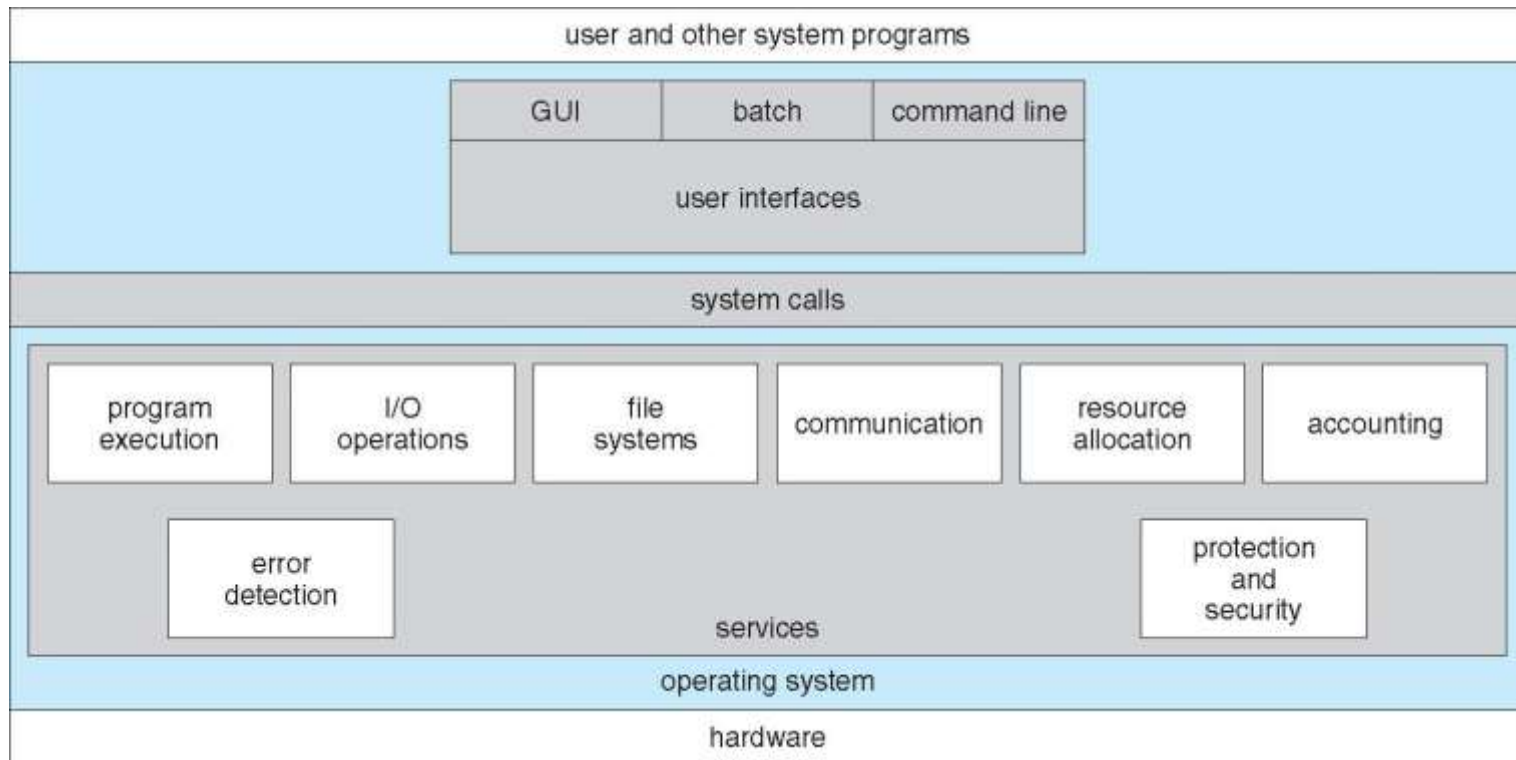 user and other system programs
GUI
batch
command line
user interfaces
system calls
program
execution
I/O
operations
file
systems
communication
resource
allocation
accounting
error
detection
protection
and
security
services
operating system
hardware